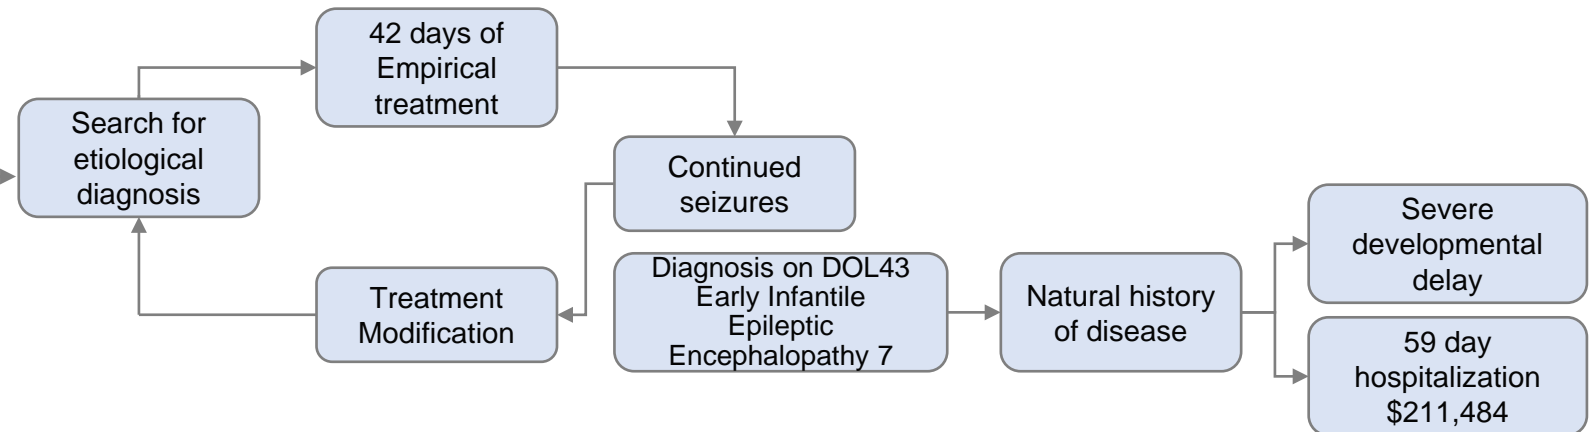 42 days of
Empirical
treatment
Search for
etiological
diagnosis
Continued
seizures
Treatment
Modification
Diagnosis on DOL43
Early Infantile
Epileptic
Encephalopathy 7
Natural history
of disease
Severe
developmental
delay
59 day
hospitalization
$211,484